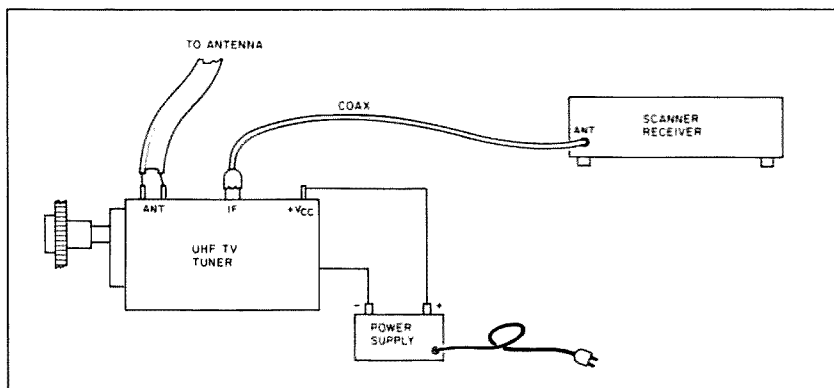 TO ANTENNA
COAX
ANT
SCANNER
RECEIVER
ANT
IF
+VCC
UHF TV
TUNER
-
+
POWER
SUPPLY